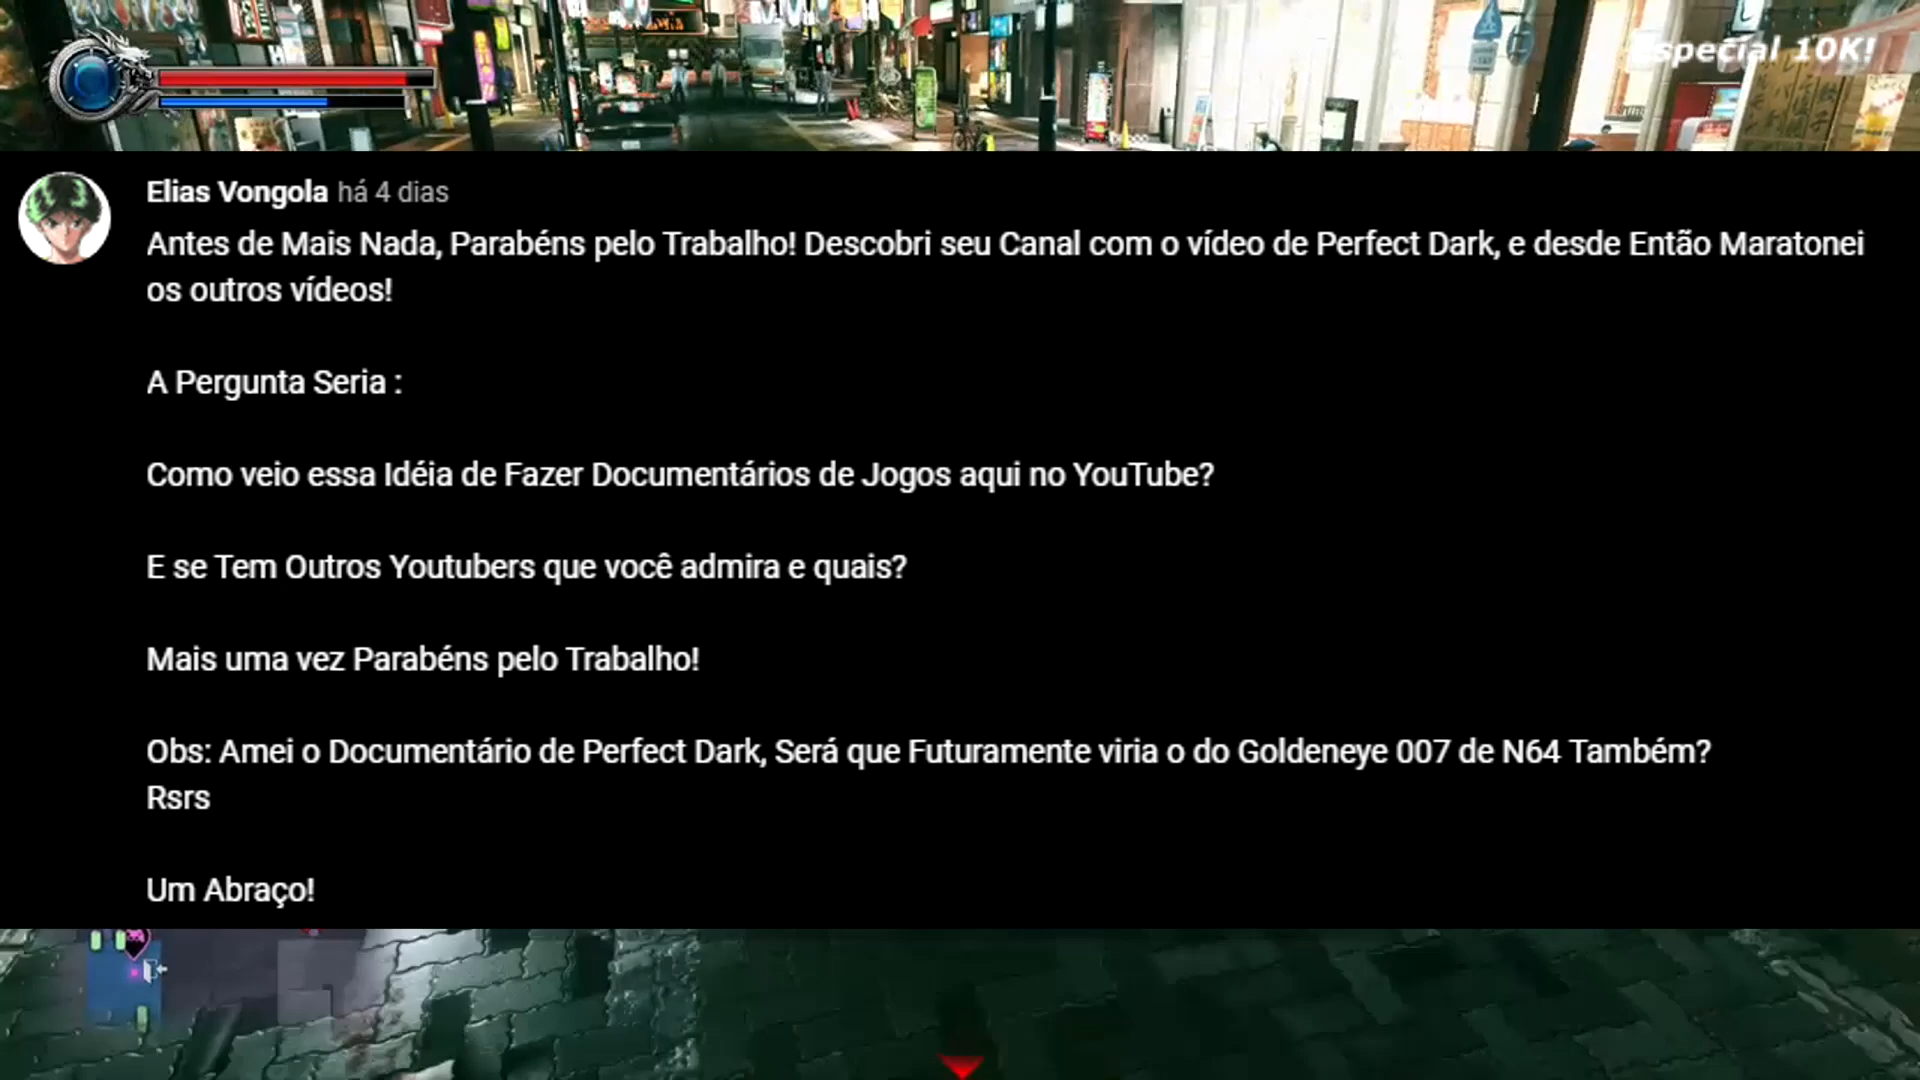 Especial 10K!
Elias Vongola há 4 dias
Antes de Mais Nada, Parabéns pelo Trabalho! Descobri seu Canal com o vídeo de Perfect Dark, e desde Então Maratonei
os outros vídeos!
A Pergunta Seria :
Como veio essa Idéia de Fazer Documentários de Jogos aqui no YouTube?
E se Tem Outros Youtubers que você admira e quais?
Mais uma vez Parabéns pelo Trabalho!
Obs: Amei o Documentário de Perfect Dark, Será que Futuramente viria o do Goldeneye 007 de N64 Também?
Rsrs
Um Abraço!